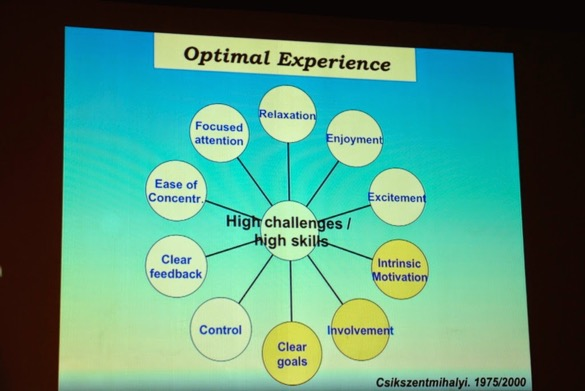 Optimal Experience
Relaxation
Enjoyment
Excitement
Intrinsic
Motivation
Involvement
Clear
goals
Control
Clear
feedback
Ease of
Concentr.
Focused
attention
High challenges /
high skills
Csikszentmihalyi. 1975/2000